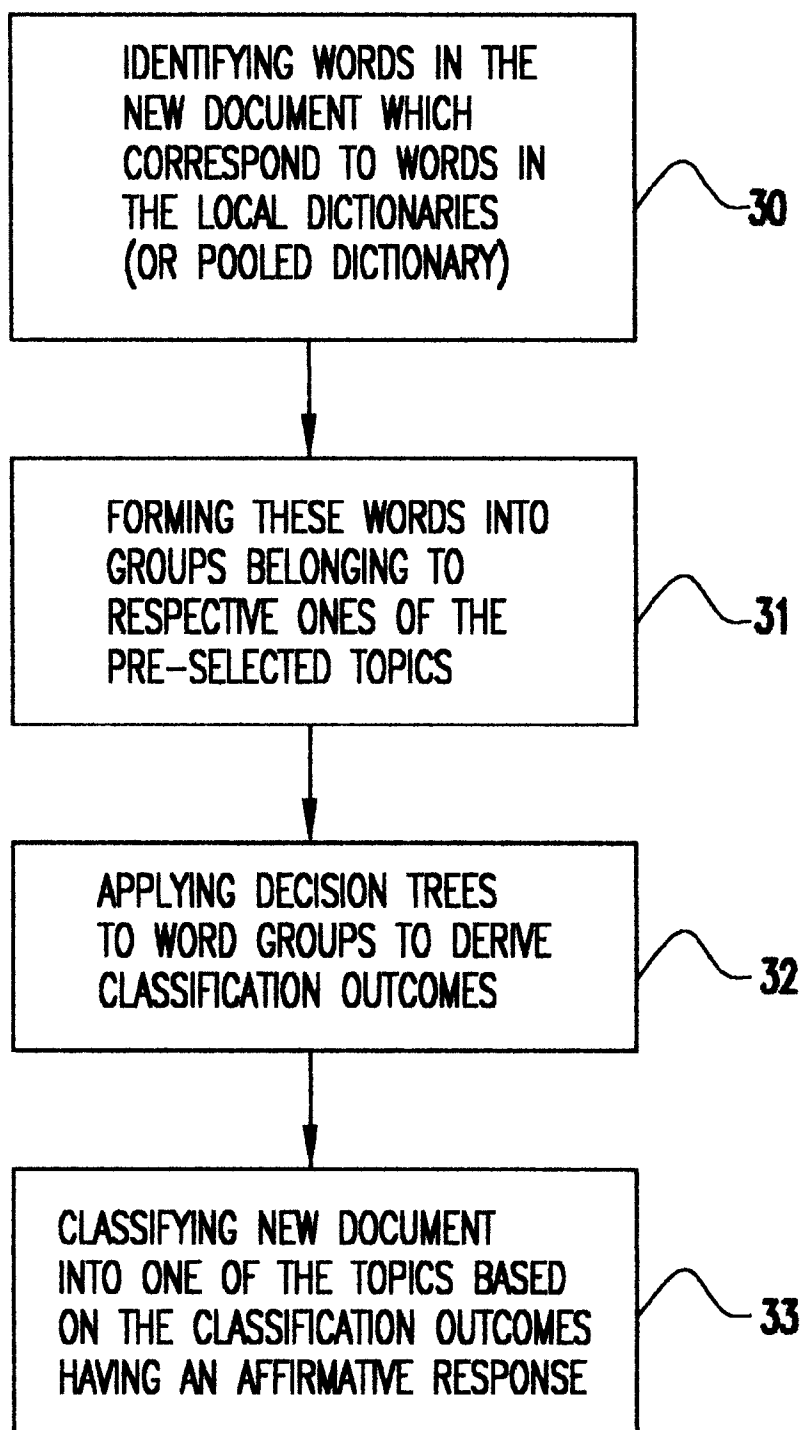 IDENTIFYING WORDS IN THE
NEW DOCUMENT WHICH
CORRESPOND TO WORDS IN
THE LOCAL DICTIONARIES
(OR POOLED DICTIONARY)
30
FORMING THESE WORDS INTO
GROUPS BELONGING TO
RESPECTIVE ONES OF THE
PRE-SELECTED TOPICS
31
APPLYING DECISION TREES
TO WORD GROUPS TO DERIVE
CLASSIFICATION OUTCOMES
32
CLASSIFYING NEW DOCUMENT
INTO ONE OF THE TOPICS BASED
ON THE CLASSIFICATION OUTCOMES
HAVING AN AFFIRMATIVE RESPONSE
33